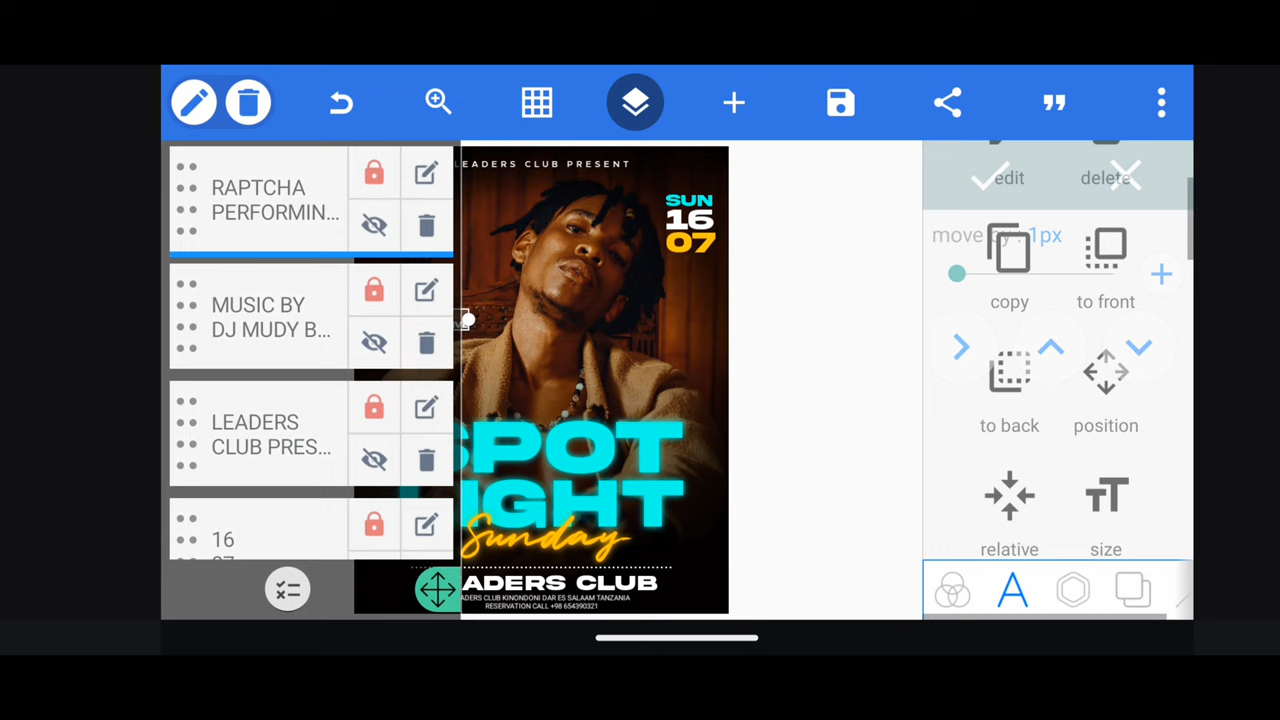 RAPTCHA
PERFORMIN...
MUSIC BY
DJ MUDY B...
LEADERS
CLUB PRES...
16
EADERS CLUB PRESENT
SUN
16
07
SPOT
IGHT
Sunday
ADERS CLUB
ADERS CLUB KINONDONI DAR ES SALAAM TANZANIA
RESERVATION CALL +98 654390321
edit
delete
move by : 1px
copy
to front
to back
position
relative
size